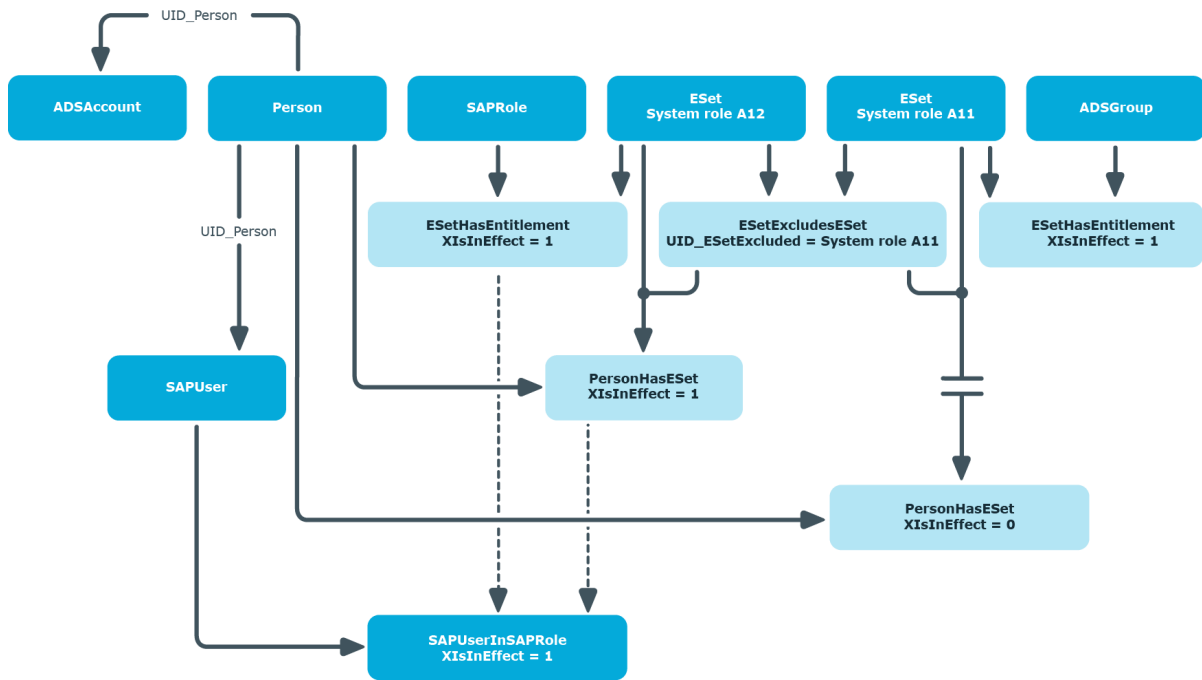 UID_Person
ADSAccount
Person
SAPRole
ESet
System role A12
ESet
System role A11
ADSGroup
UID_Person
ESetHasEntitlement
XIsInEffect = 1
ESetExcludesESet
UID_ESetExcluded = System role A11
ESetHasEntitlement
XIsInEffect = 1
SAPUser
PersonHasESet
XIsInEffect = 1
PersonHasESet
XIsInEffect = 0
SAPUserInSAPRole
XIsInEffect = 1